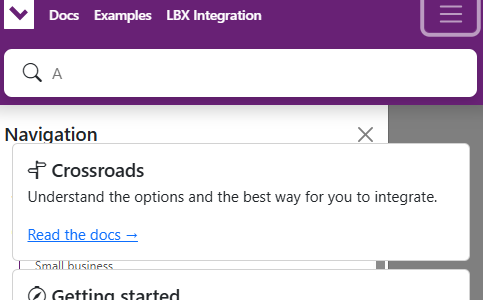 Docs Examples LBX Integration
A
Navigation
Crossroads
Understand the options and the best way for you to integrate.
Read the docs →
Small business
Getting started